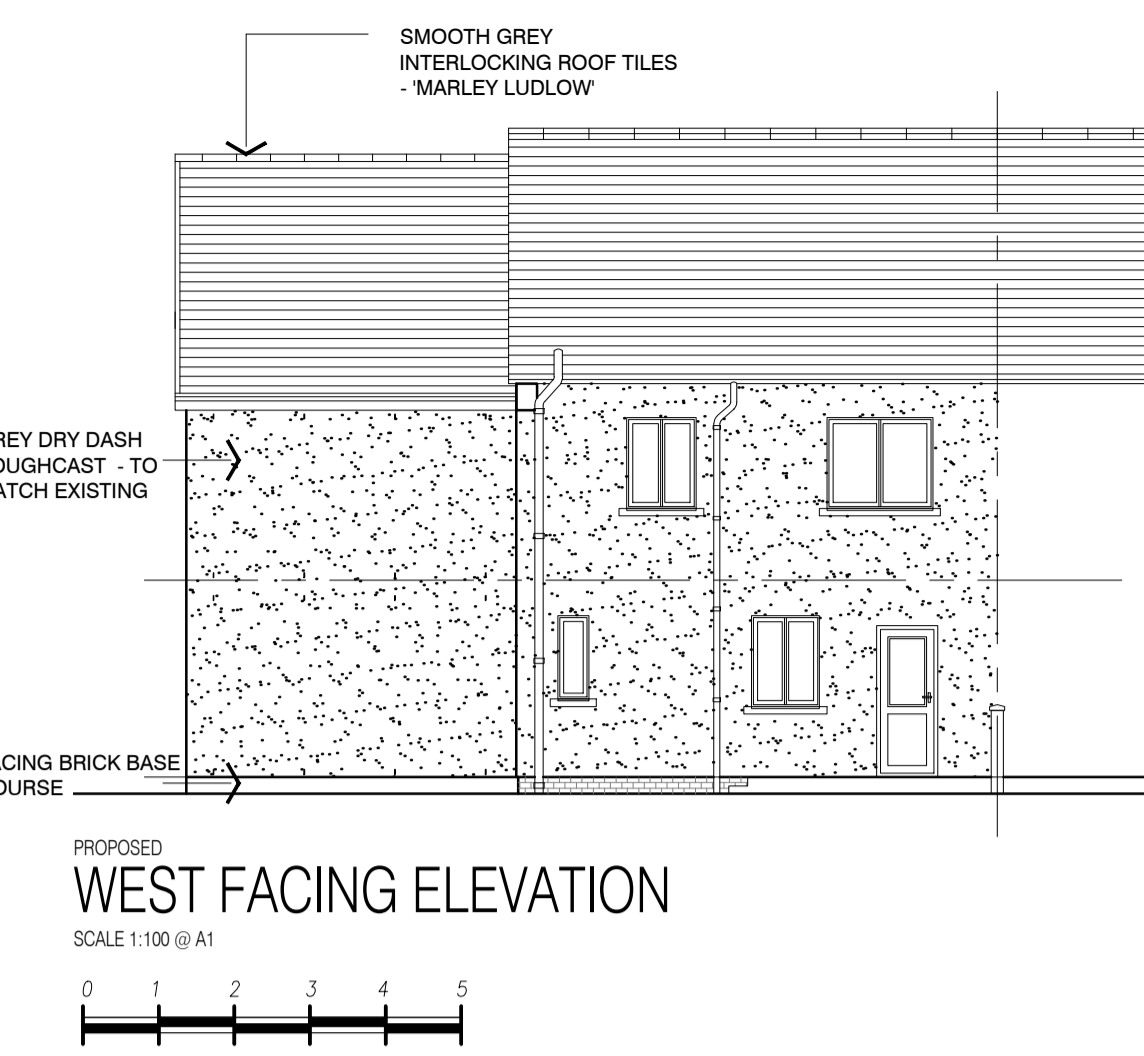 SMOOTH GREY
INTERLOCKING ROOF TILES
- 'MARLEY LUDLOW'
REY DRY DASH
OUGHCAST - TO
ATCH EXISTING
ACING BRICK BASE
OURSE
PROPOSED
WEST FACING ELEVATION
SCALE 1:100 @ A1
0 1 2 3 4 5